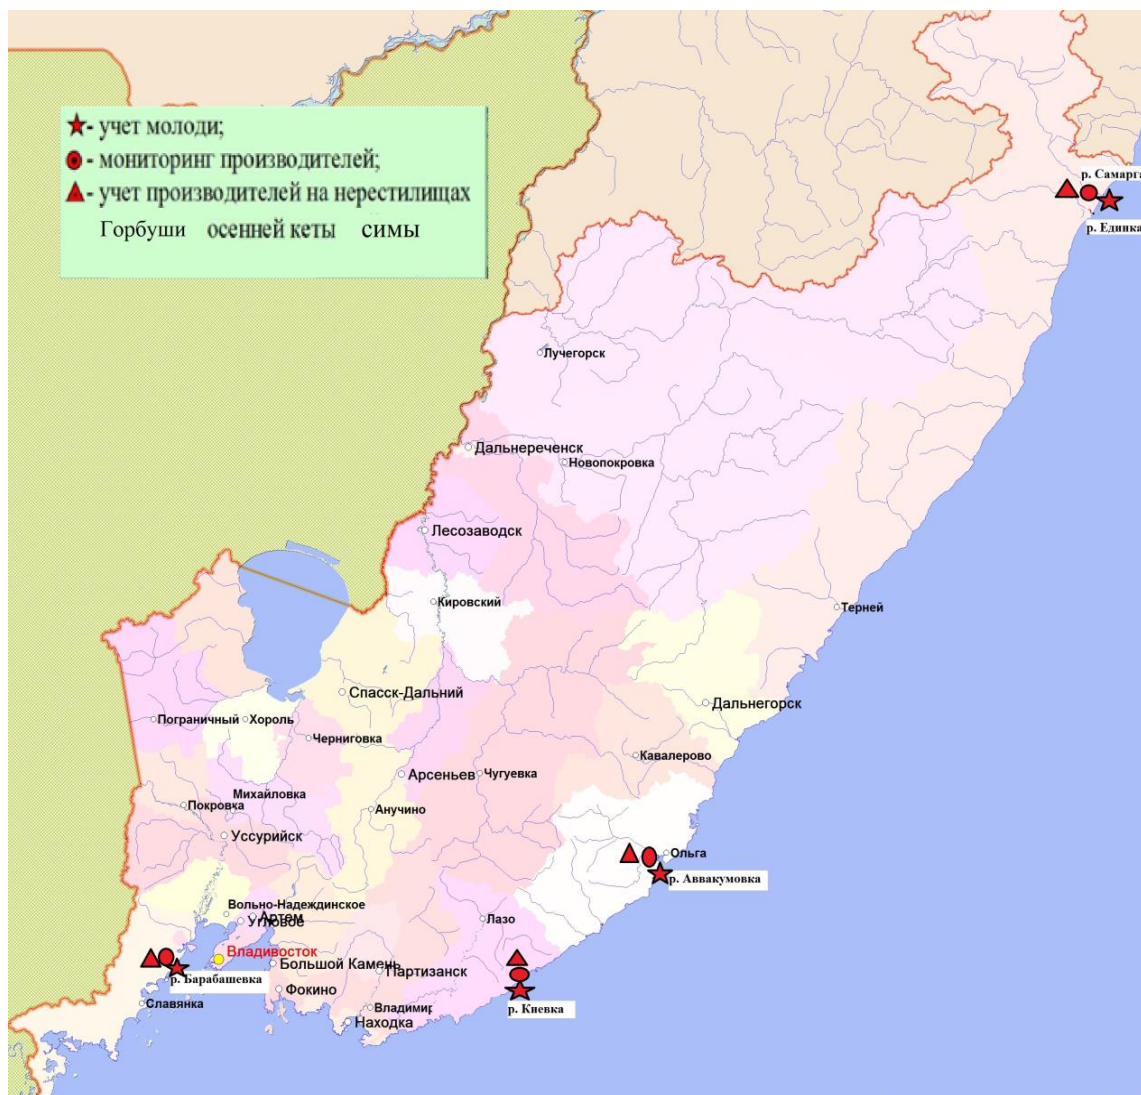 - учет молоди;
- мониторинг производителей;
- учет производителей на нерестилищах
Горбуши осенней кеты симы
р. Самарга
р. Единка
Лучегорск
Дальнереченск
Новопокровка
Лесозаводск
Кировский
Терней
Спасск-Дальний
Дальнегорск
Пограничный
Хороль
Черниговка
Кавалерово
Арсеньев
Чугуевка
Михайловка
Покровка
Анучино
Уссурийск
Ольга
р. Аввакумовка
Вольно-Надеждинское
Артем
Угловое
Лазо
Владивосток
Большой Камень
Партизанск
р. Барабашевка
Фокино
Славянка
р. Киевка
Владимир
Находка